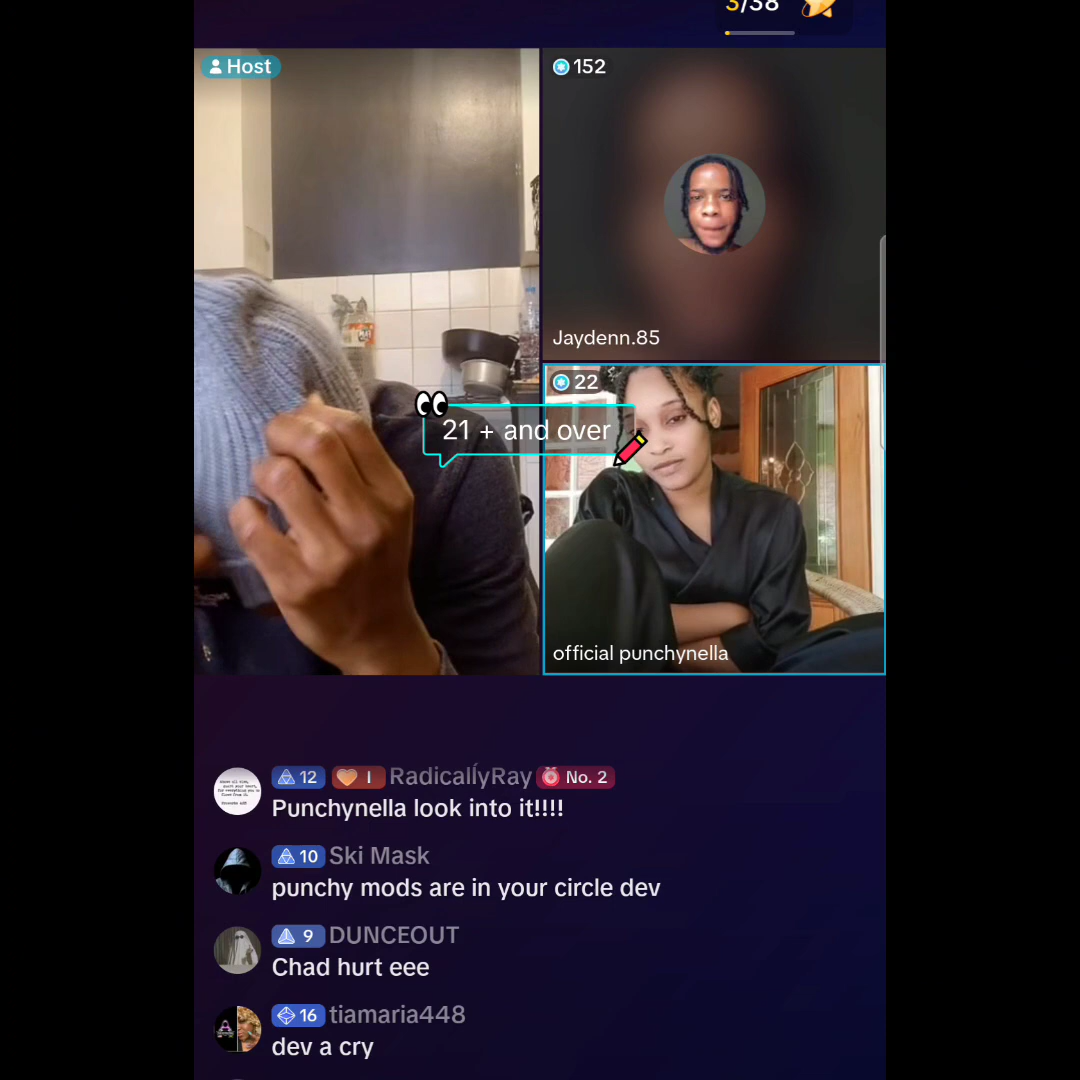 3/38
Host
152
Jaydenn.85
22
21 + and over
official punchynella
12 I RadicallyRay No. 2
Punchynella look into it!!!!
10 Ski Mask
punchy mods are in your circle dev
9 DUNCEOUT
Chad hurt eee
16 tiamaria448
dev a cry